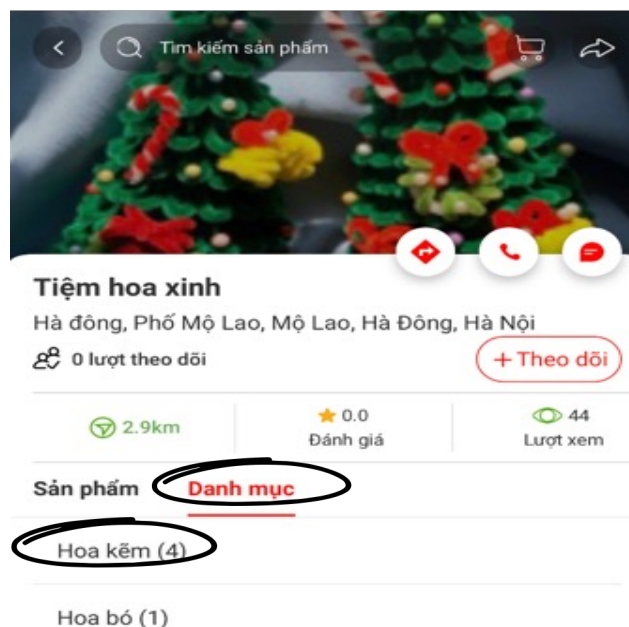 Tìm kiếm sản phẩm
Tiệm hoa xinh
Hà đông, Phố Mộ Lao, Mộ Lao, Hà Đông, Hà Nội
0 lượt theo dõi
+ Theo dõi
2.9km
0.0
44
Đánh giá
Lượt xem
Sản phẩm Danh mục
Hoa kẽm (4)
Hoa bó (1)